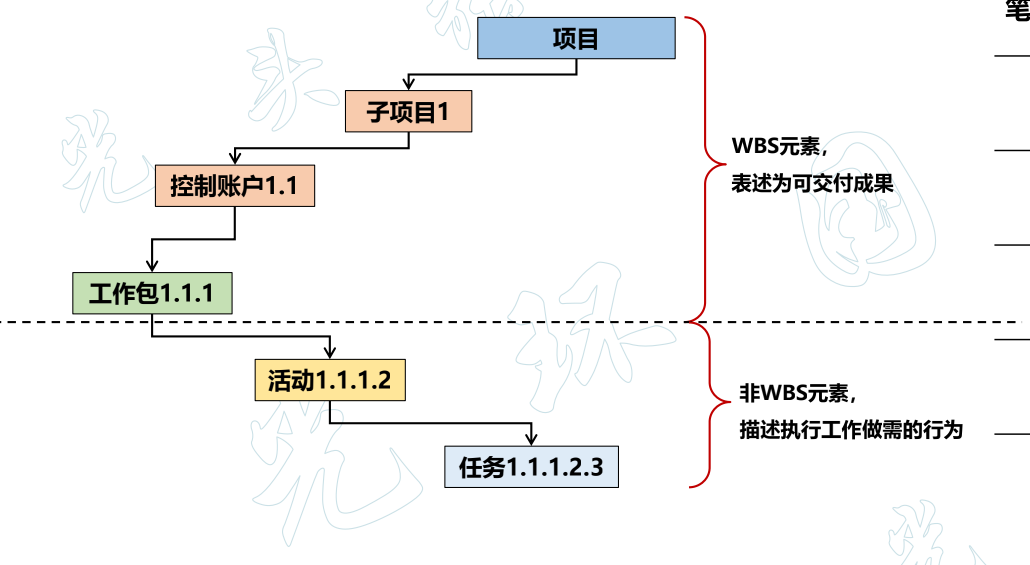 笔
项目
子项目1
WBS元素，
表述为可交付成果
控制账户1.1
工作包1.1.1
活动1.1.1.2
非WBS元素，
描述执行工作做需的行为
任务1.1.1.2.3